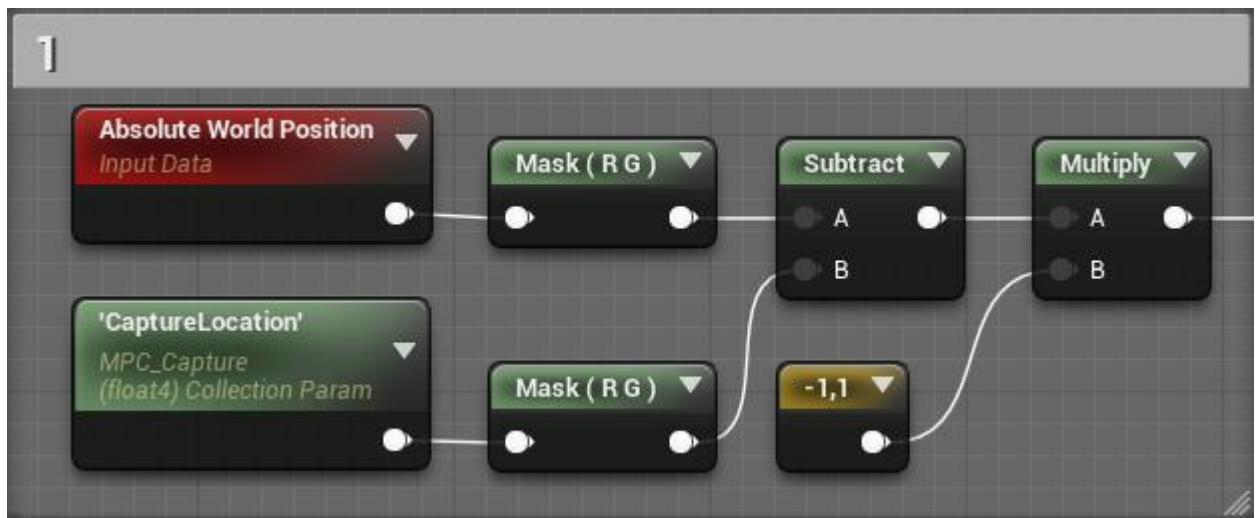 1
Absolute World Position
Input Data
Mask ( R G )
Subtract
A
B
Multiply
A
B
'CaptureLocation'
MPC_Capture
(float4) Collection Param
Mask ( R G )
-1,1